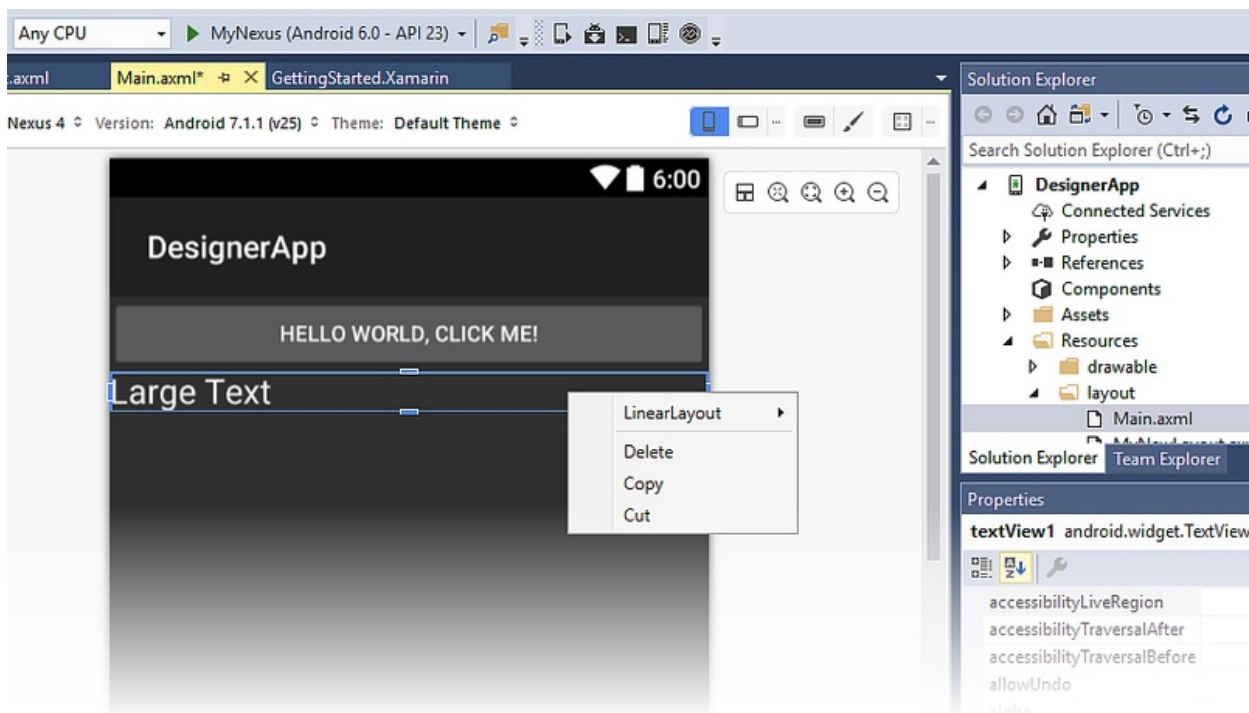 Any CPU
MyNexus (Android 6.0 - API 23)
.axml
Main.axml*
GettingStarted.Xamarin
Nexus 4
Version: Android 7.1.1 (v25)
Theme: Default Theme
6:00
DesignerApp
HELLO WORLD, CLICK ME!
Large Text
LinearLayout
Delete
Copy
Cut
Solution Explorer
Search Solution Explorer (Ctrl+;)
DesignerApp
Connected Services
Properties
References
Components
Assets
Resources
drawable
layout
Main.axml
Solution Explorer
Team Explorer
Properties
textView1 android.widget.TextView
accessibilityLiveRegion
accessibilityTraversalAfter
accessibilityTraversalBefore
allowUndo
alpha